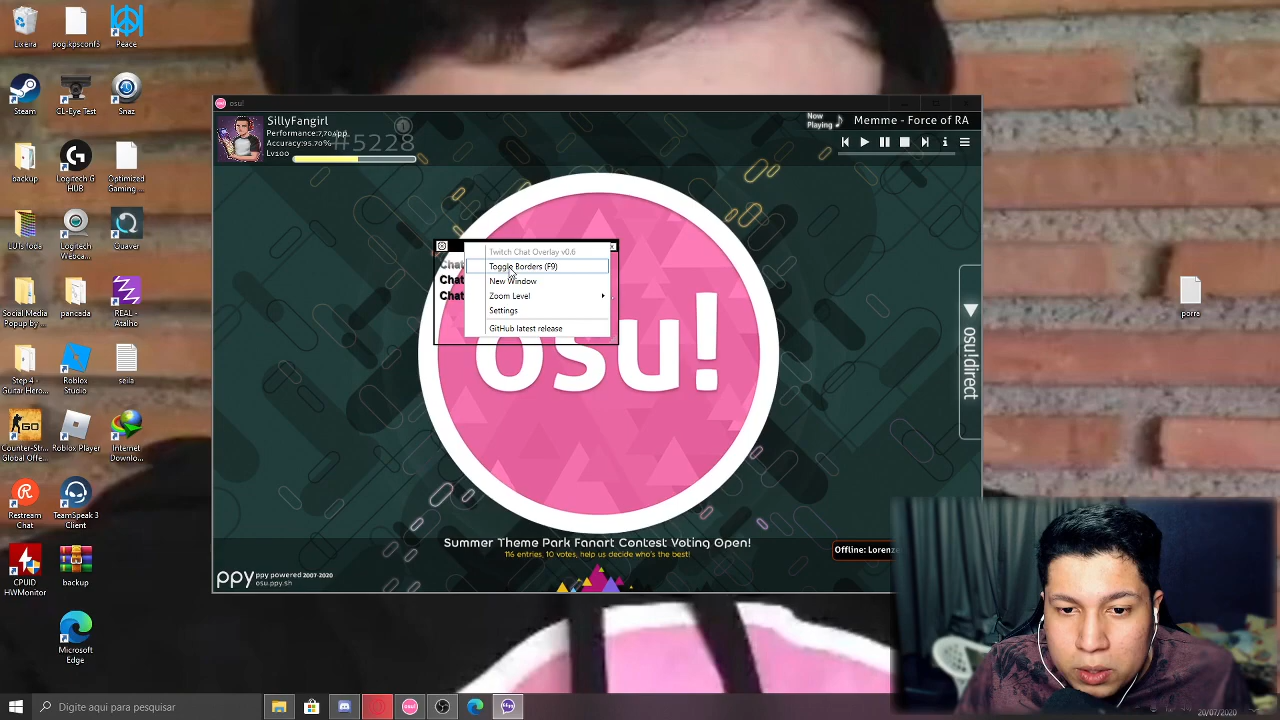 Lixeira
pogikpsconf3
Peace
Steam
CL-Eye Test
Snaz
backup
Logitech G
HUB
Optimized
Gaming...
LUTs foda
Logitech
Webca...
Quaver
Social Media
Popup by ...
pancada
REAL -
Atalho
Step 4 -
Guitar Hero...
Roblox
Studio
seiia
Counter-Str...
Global Offe...
Roblox Player
Internet
Downlo...
Restream
Chat
TeamSpeak 3
Client
CPUID
HWMonitor
backup
Microsoft
Edge
porra
osu!
SillyFangirl
Performance:7,704pp
Accuracy:95.70%
Lv100
#5228
Now
Playing
Memme - Force of RA
Chat
Chat
Chat
Twitch Chat Overlay v0.6
Toggle Borders (F9)
New Window
Zoom Level
Settings
GitHub latest release
osu!
osu!direct
Summer Theme Park Fanart Contest Voting Open!
116 entries, 10 votes, help us decide who's the best!
Offline: Lorenz
ppy
ppy powered 2007-2020
osu.ppy.sh
Digite aqui para pesquisar
20/07/2020